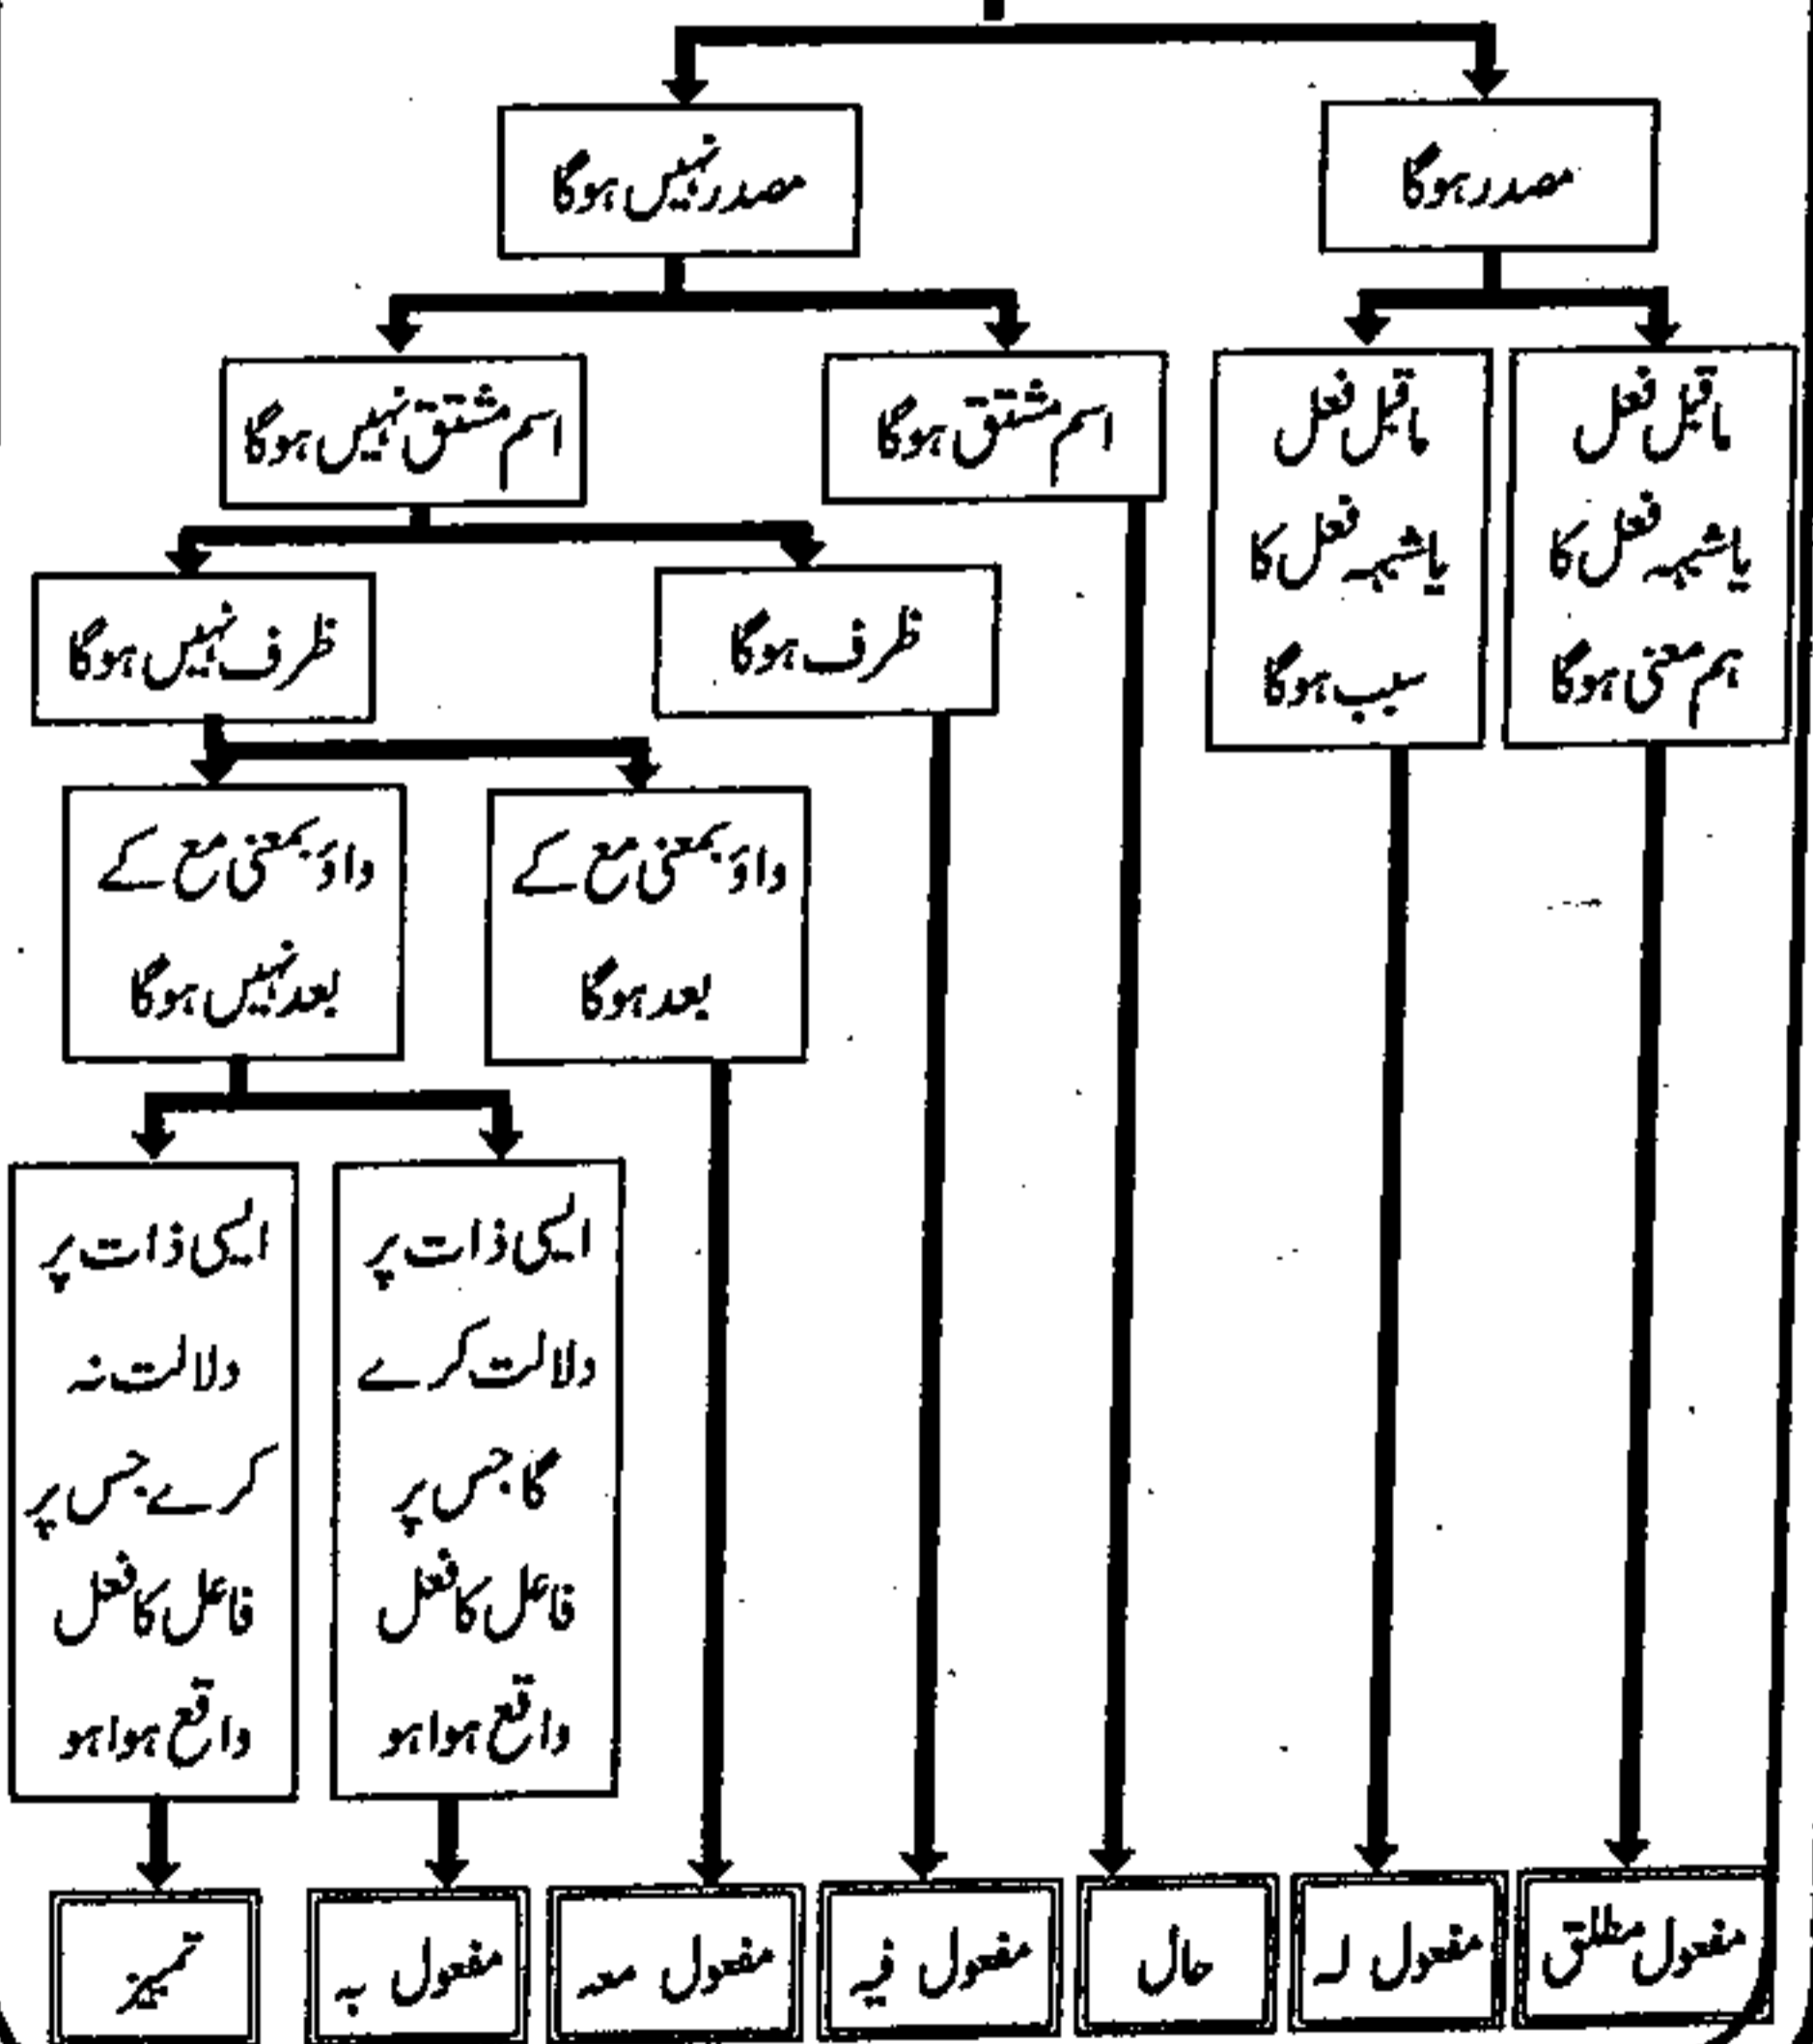 مصدر ہوگا
مصدر نہیں ہوگا
ماقبل فعل
یا شبہ فعل کا
ہم معنی ہوگا
ماقبل فعل
یا شبہ فعل کا
سبب ہوگا
اسم مشتق ہوگا
اسم مشتق نہیں ہوگا
ظرف ہوگا
ظرف نہیں ہوگا
واؤ بمعنی مع کے
بعد ہوگا
واؤ بمعنی مع کے
بعد نہیں ہوگا
ایسی ذات پر
دلالت کرے
گا جس پر
فاعل کا فعل
واقع ہوا ہو
ایسی ذات پر
دلالت نہ
کرے جس پر
فاعل کا فعل
واقع ہوا ہو
مفعول مطلق
مفعول لہ
حال
مفعول فیہ
مفعول معہ
مفعول بہ
تمییز